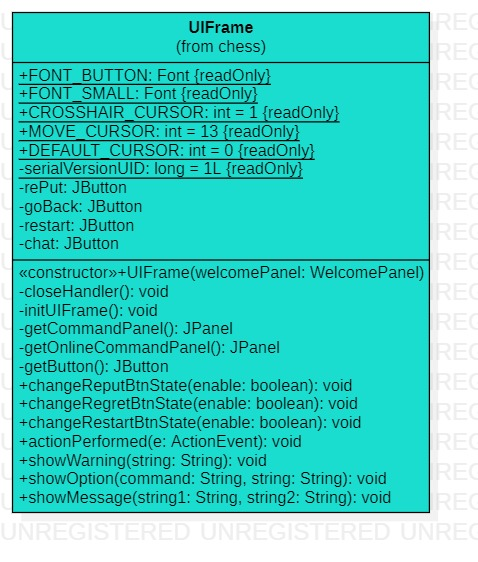 UIFrame
(from chess)
+FONT_BUTTON: Font {readOnly}
+FONT_SMALL: Font {readOnly}
+CROSSHAIR_CURSOR: int = 1 {readOnly}
+MOVE_CURSOR: int = 13 {readOnly}
+DEFAULT_CURSOR: int = 0 {readOnly}
-serialVersionUID: long = 1L {readOnly}
-rePut: JButton
-goBack: JButton
-restart: JButton
-chat: JButton
«constructor»+UIFrame(welcomePanel: WelcomePanel)
-closeHandler(): void
-initUIFrame(): void
-getCommandPanel(): JPanel
-getOnlineCommandPanel(): JPanel
-getButton(): JButton
+changeReputBtnState(enable: boolean): void
+changeRegretBtnState(enable: boolean): void
+changeRestartBtnState(enable: boolean): void
+actionPerformed(e: ActionEvent): void
+showWarning(string: String): void
+showOption(command: String, string: String): void
+showMessage(string1: String, string2: String): void
UNREGISTERED UNREGISTERED